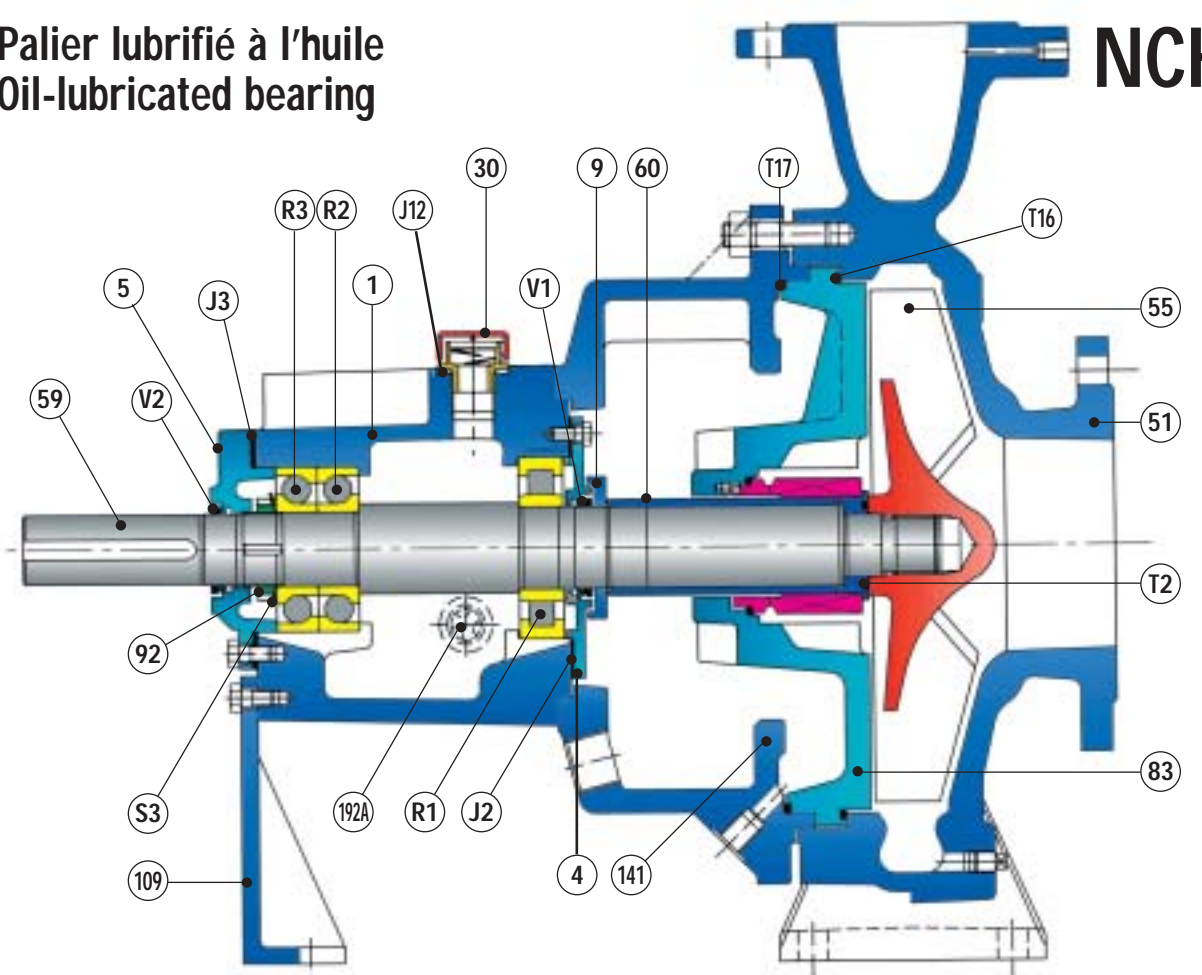 Palier lubrifié à l'huile
Oil-lubricated bearing
NCH
30
9
60
T17
R3
R2
J12
T16
5
J3
1
V1
55
59
V2
51
T2
92
83
S3
192A
R1
J2
109
4
141